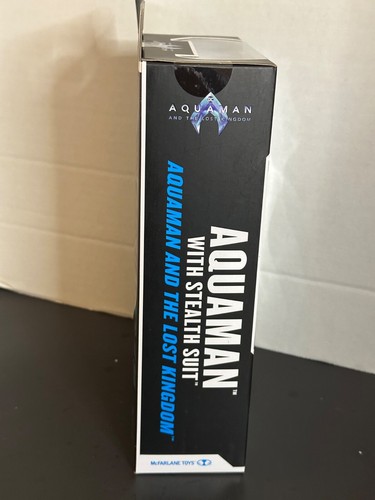 AQUAMAN
AND THE LOST KINGDOM
AQUAMAN™
WITH STEALTH SUIT™
AQUAMAN AND THE LOST KINGDOM™
McFARLANE TOYS